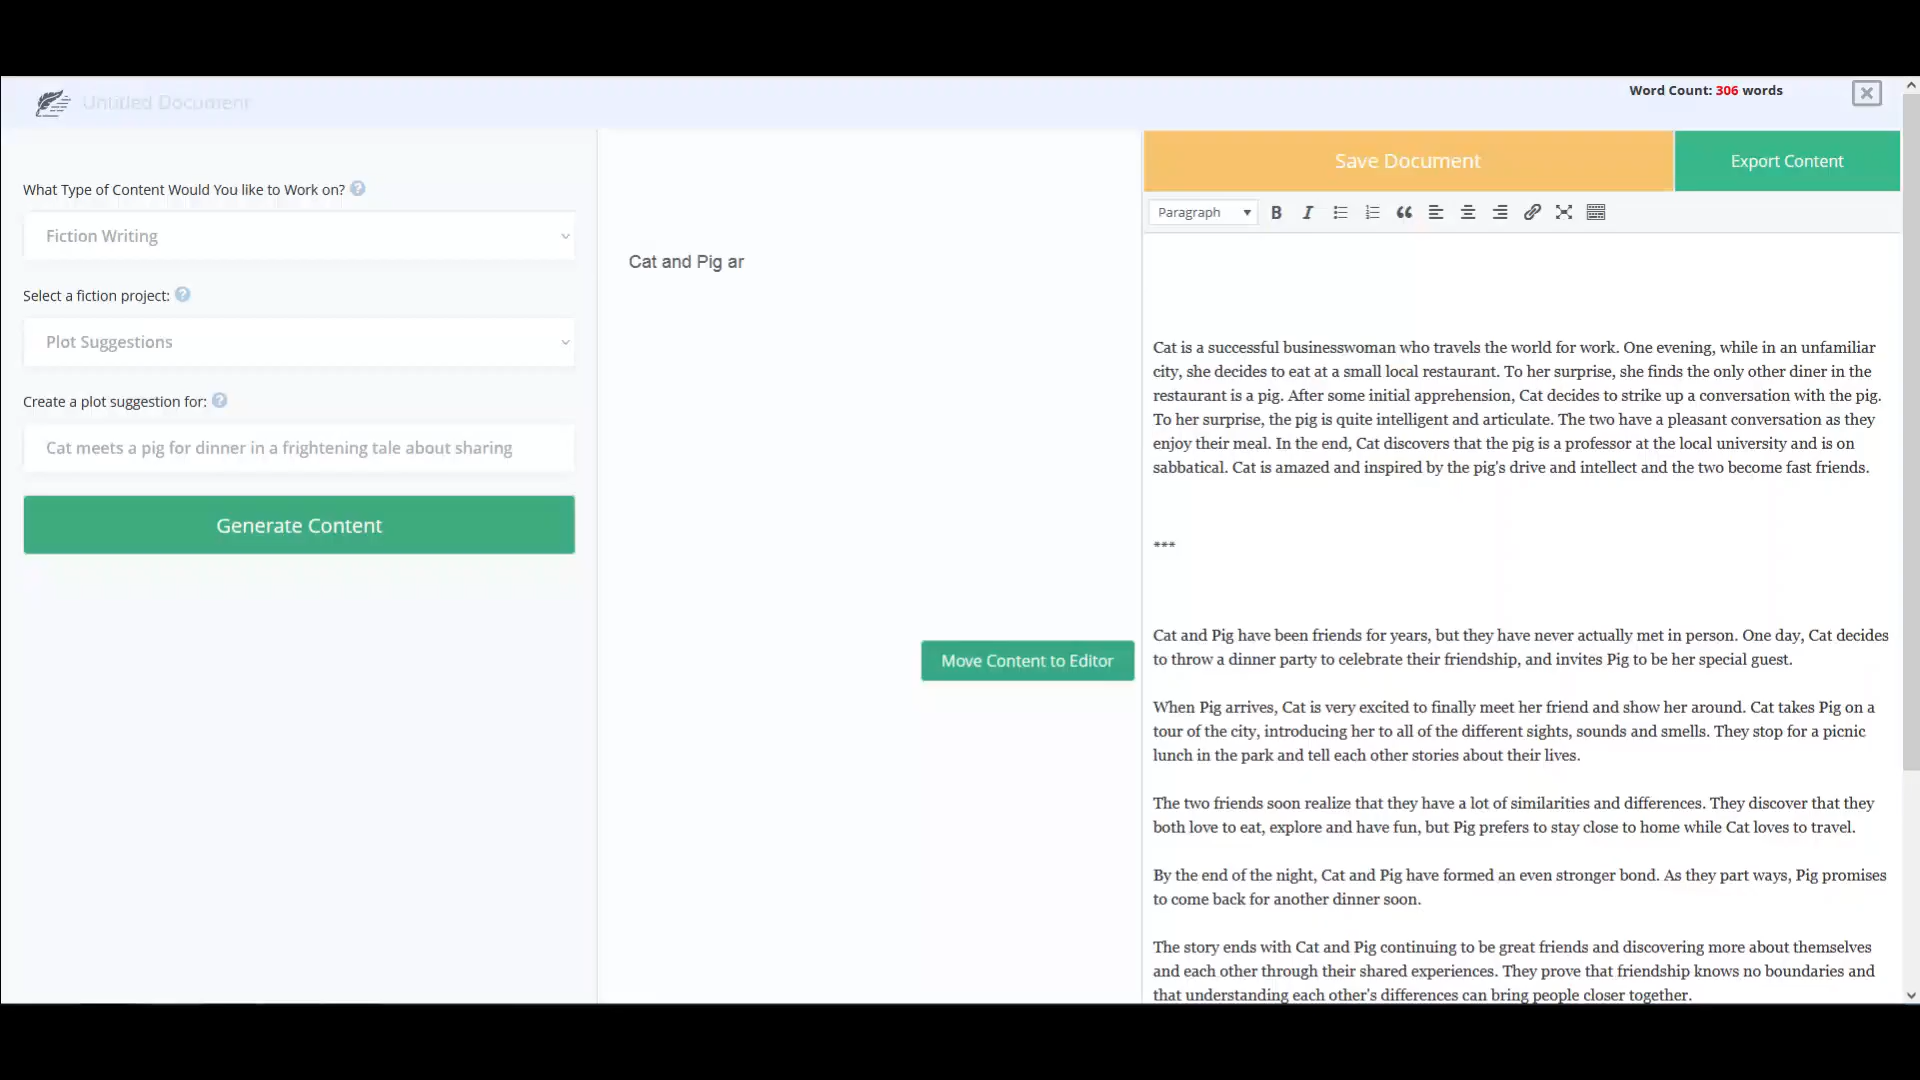 Untitled Document
Word Count: 306 words
What Type of Content Would You like to Work on?
Fiction Writing
Select a fiction project:
Plot Suggestions
Create a plot suggestion for:
Cat meets a pig for dinner in a frightening tale about sharing
Generate Content
Cat and Pig ar
Move Content to Editor
Save Document
Export Content
Paragraph
Cat is a successful businesswoman who travels the world for work. One evening, while in an unfamiliar
city, she decides to eat at a small local restaurant. To her surprise, she finds the only other diner in the
restaurant is a pig. After some initial apprehension, Cat decides to strike up a conversation with the pig.
To her surprise, the pig is quite intelligent and articulate. The two have a pleasant conversation as they
enjoy their meal. In the end, Cat discovers that the pig is a professor at the local university and is on
sabbatical. Cat is amazed and inspired by the pig's drive and intellect and the two become fast friends.
***
Cat and Pig have been friends for years, but they have never actually met in person. One day, Cat decides
to throw a dinner party to celebrate their friendship, and invites Pig to be her special guest.
When Pig arrives, Cat is very excited to finally meet her friend and show her around. Cat takes Pig on a
tour of the city, introducing her to all of the different sights, sounds and smells. They stop for a picnic
lunch in the park and tell each other stories about their lives.
The two friends soon realize that they have a lot of similarities and differences. They discover that they
both love to eat, explore and have fun, but Pig prefers to stay close to home while Cat loves to travel.
By the end of the night, Cat and Pig have formed an even stronger bond. As they part ways, Pig promises
to come back for another dinner soon.
The story ends with Cat and Pig continuing to be great friends and discovering more about themselves
and each other through their shared experiences. They prove that friendship knows no boundaries and
that understanding each other's differences can bring people closer together.